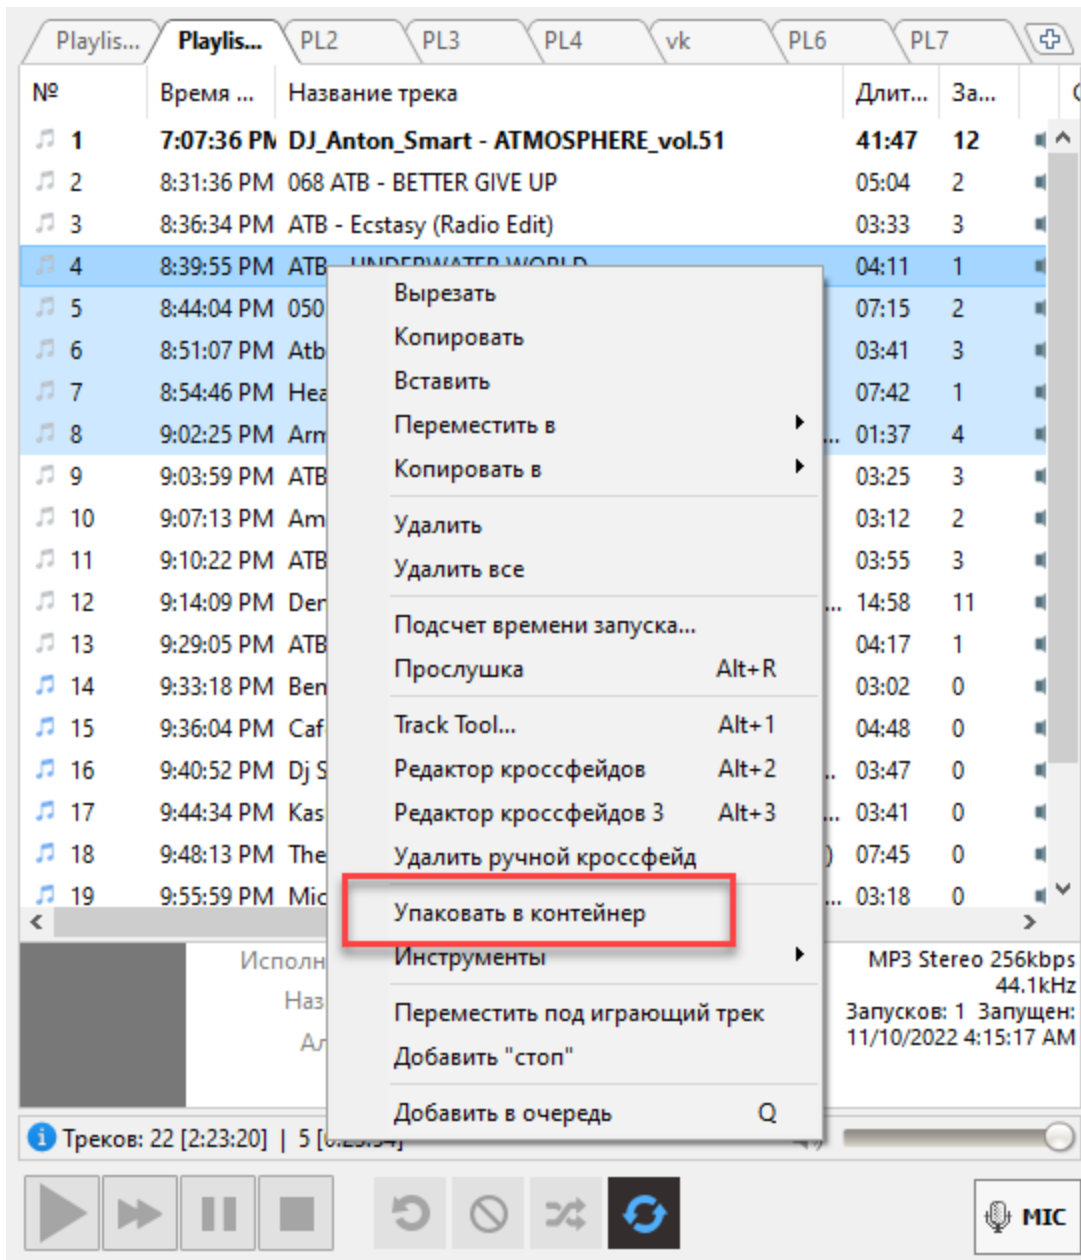 Playlis... Playlis... PL2 PL3 PL4 vk PL6 PL7
№ Время ... Название трека Длит... За...
1 7:07:36 PM DJ_Anton_Smart - ATMOSPHERE_vol.51 41:47 12
2 8:31:36 PM 068 ATB - BETTER GIVE UP 05:04 2
3 8:36:34 PM ATB - Ecstasy (Radio Edit) 03:33 3
4 8:39:55 PM ATB - UNDERWATER WORLD 04:11 1
Вырезать
5 8:44:04 PM 050 07:15 2
Копировать
6 8:51:07 PM Atb 03:41 3
Вставить
7 8:54:46 PM Hea 07:42 1
Переместить в
8 9:02:25 PM Arm ... 01:37 4
Копировать в
9 9:03:59 PM ATB 03:25 3
10 9:07:13 PM Am 03:12 2
Удалить
11 9:10:22 PM ATB 03:55 3
Удалить все
12 9:14:09 PM Den ... 14:58 11
Подсчет времени запуска...
13 9:29:05 PM ATB 04:17 1
Прослушка Alt+R
14 9:33:18 PM Ben 03:02 0
Track Tool... Alt+1
15 9:36:04 PM Caf 04:48 0
Редактор кроссфейдов Alt+2
16 9:40:52 PM Dj S .. 03:47 0
Редактор кроссфейдов 3 Alt+3
17 9:44:34 PM Kas ... 03:41 0
Удалить ручной кроссфейд
18 9:48:13 PM The ) 07:45 0
19 9:55:59 PM Mic ... 03:18 0
Упаковать в контейнер
Инструменты
Исполн
MP3 Stereo 256kbps
Наз
44.1kHz
Переместить под играющий трек
Запусков: 1 Запущен:
Ал
11/10/2022 4:15:17 AM
Добавить "стоп"
Добавить в очередь Q
Треков: 22 [2:23:20] | 5
MIC